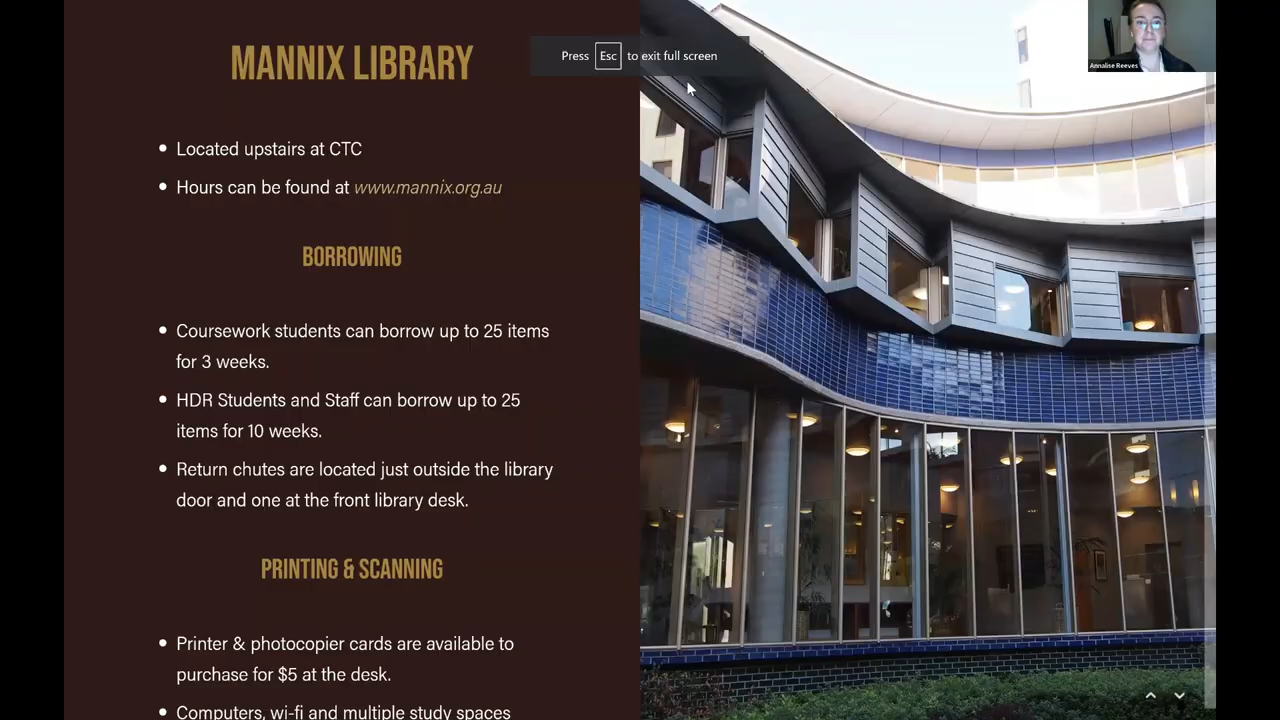 MANNIX LIBRARY
Press Esc to exit full screen
Annalise Reeves
• Located upstairs at CTC
• Hours can be found at www.mannix.org.au
BORROWING
• Coursework students can borrow up to 25 items
for 3 weeks.
• HDR Students and Staff can borrow up to 25
items for 10 weeks.
• Return chutes are located just outside the library
door and one at the front library desk.
PRINTING & SCANNING
• Printer & photocopier cards are available to
purchase for $5 at the desk.
• Computers, wi-fi and multiple study spaces